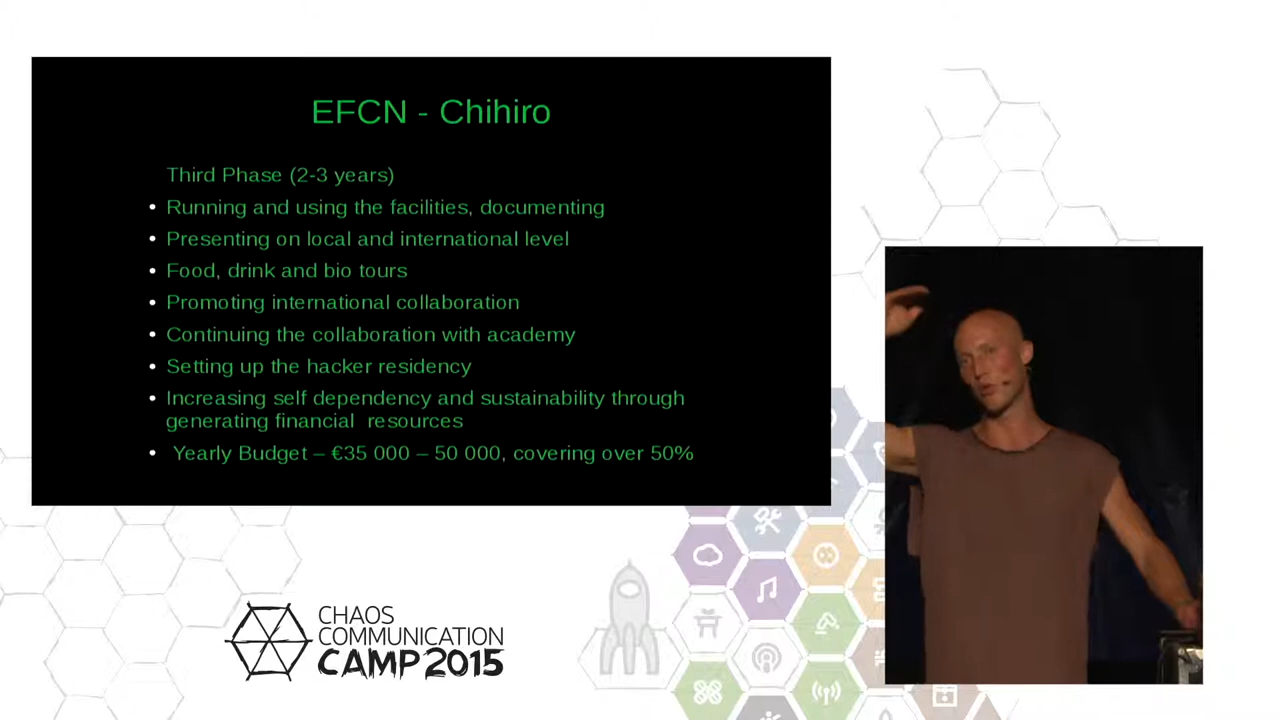 EFCN - Chihiro
Third Phase (2-3 years)
• Running and using the facilities, documenting
• Presenting on local and international level
• Food, drink and bio tours
• Promoting international collaboration
• Continuing the collaboration with academy
• Setting up the hacker residency
• Increasing self dependency and sustainability through
generating financial  resources
• Yearly Budget – €35 000 – 50 000, covering over 50%
CHAOS
COMMUNICATION
CAMP 2015